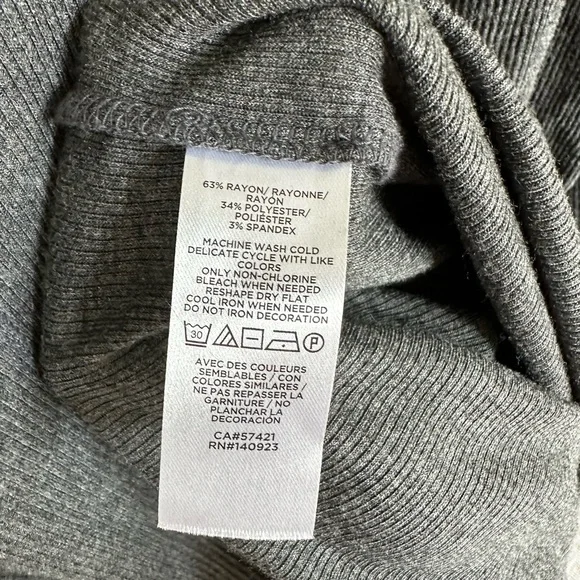 63% RAYON/ RAYONNE/
RAYON
34% POLYESTER/
POLIÉSTER
3% SPANDEX
MACHINE WASH COLD
DELICATE CYCLE WITH LIKE
COLORS
ONLY NON-CHLORINE
BLEACH WHEN NEEDED
RESHAPE DRY FLAT
COOL IRON WHEN NEEDED
DO NOT IRON DECORATION
30 P
AVEC DES COULEURS
SEMBLABLES / CON
COLORES SIMILARES /
NE PAS REPASSER LA
GARNITURE / NO
PLANCHAR LA
DECORACIÓN
CA#57421
RN#140923